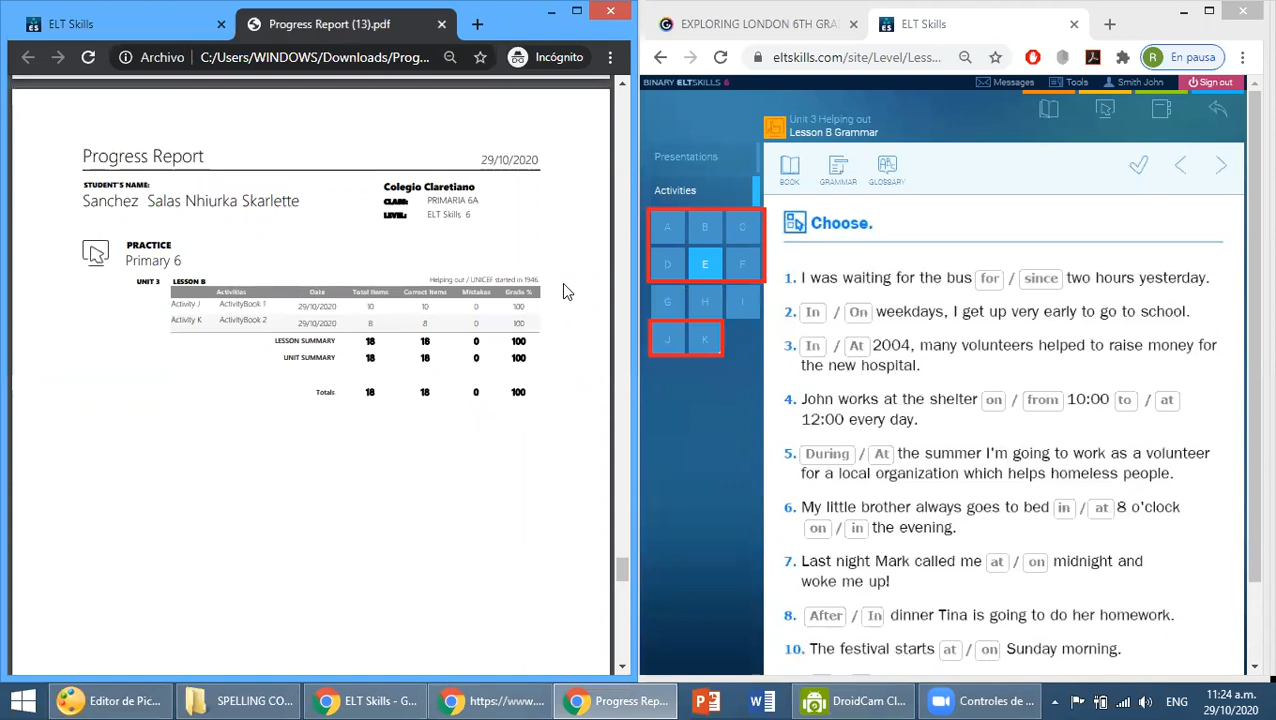 ELT Skills
Progress Report (13).pdf
Archivo
C:/Users/WINDOWS/Downloads/Prog...
Incógnito
Progress Report
29/10/2020
STUDENT'S NAME:
Sanchez Salas Nhiurka Skarlette
Colegio Claretiano
CLASS: PRIMARIA 6A
LEVEL: ELT Skills 6
PRACTICE
Primary 6
UNIT 3 LESSON B
Helping out / UNICEF started in 1946.
Activities Date Total Items Correct Items Mistakes Grade %
Activity J ActivityBook 1 29/10/2020 10 10 0 100
Activity K ActivityBook 2 29/10/2020 8 8 0 100
LESSON SUMMARY 18 18 0 100
UNIT SUMMARY 18 18 0 100
Totals 18 18 0 100
EXPLORING LONDON 6TH GRA
ELT Skills
eltskills.com/site/Level/Less...
R En pausa
BINARY ELTSKILLS 6
Messages Tools Smith John Sign out
Unit 3 Helping out
Lesson B Grammar
Presentations
Activities
A B C
D E F
G H I
J K
BOOK GRAMMAR GLOSSARY
Choose.
1. I was waiting for the bus for / since two hours yesterday.
2. In / On weekdays, I get up very early to go to school.
3. In / At 2004, many volunteers helped to raise money for
the new hospital.
4. John works at the shelter on / from 10:00 to / at
12:00 every day.
5. During / At the summer I'm going to work as a volunteer
for a local organization which helps homeless people.
6. My little brother always goes to bed in / at 8 o'clock
on / in the evening.
7. Last night Mark called me at / on midnight and
woke me up!
8. After / In dinner Tina is going to do her homework.
10. The festival starts at / on Sunday morning.
Editor de Pic...
SPELLING CO...
ELT Skills - G...
https://www....
Progress Rep...
DroidCam Cl...
Controles de ...
ENG
11:24 a.m.
29/10/2020